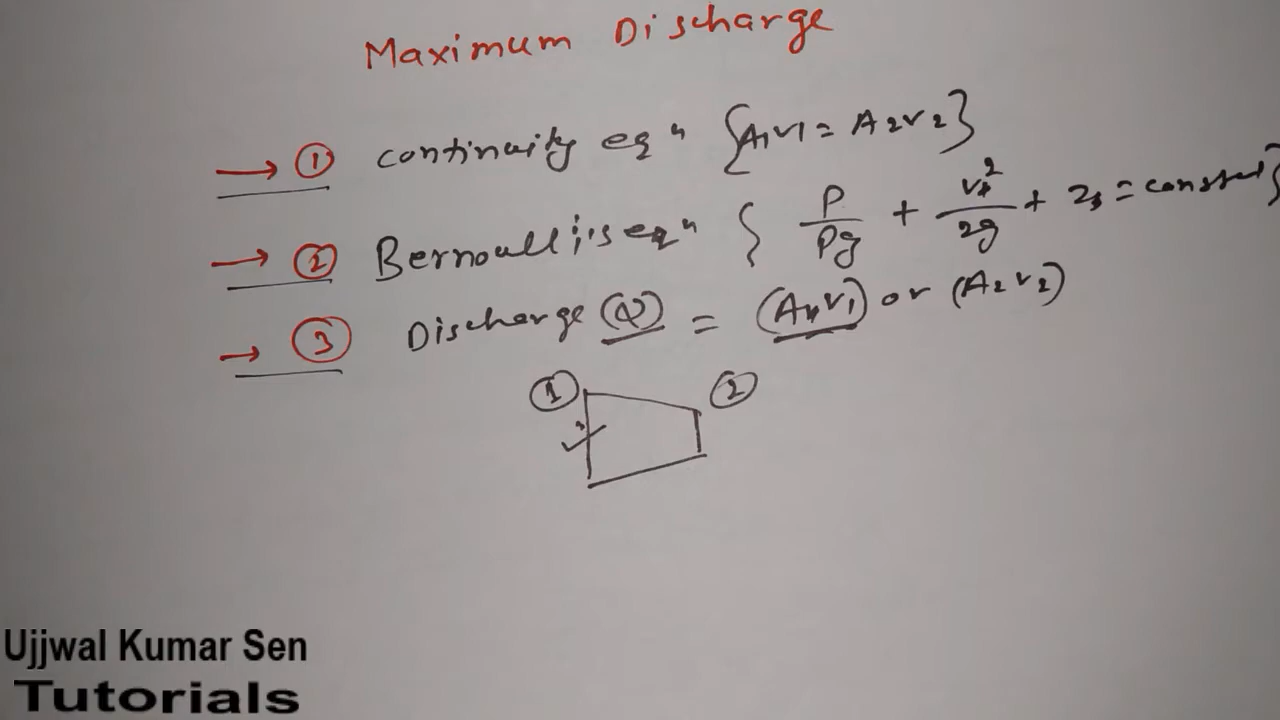 Maximum Discharge
→ ① continuity eqⁿ {A₁V₁ = A₂V₂}
→ ② Bernoulli's eqⁿ { P/ρg + V²/2g + z = constant}
→ ③ Discharge (Q) = (A₁V₁) or (A₂V₂)
① ②
Ujjwal Kumar Sen
Tutorials